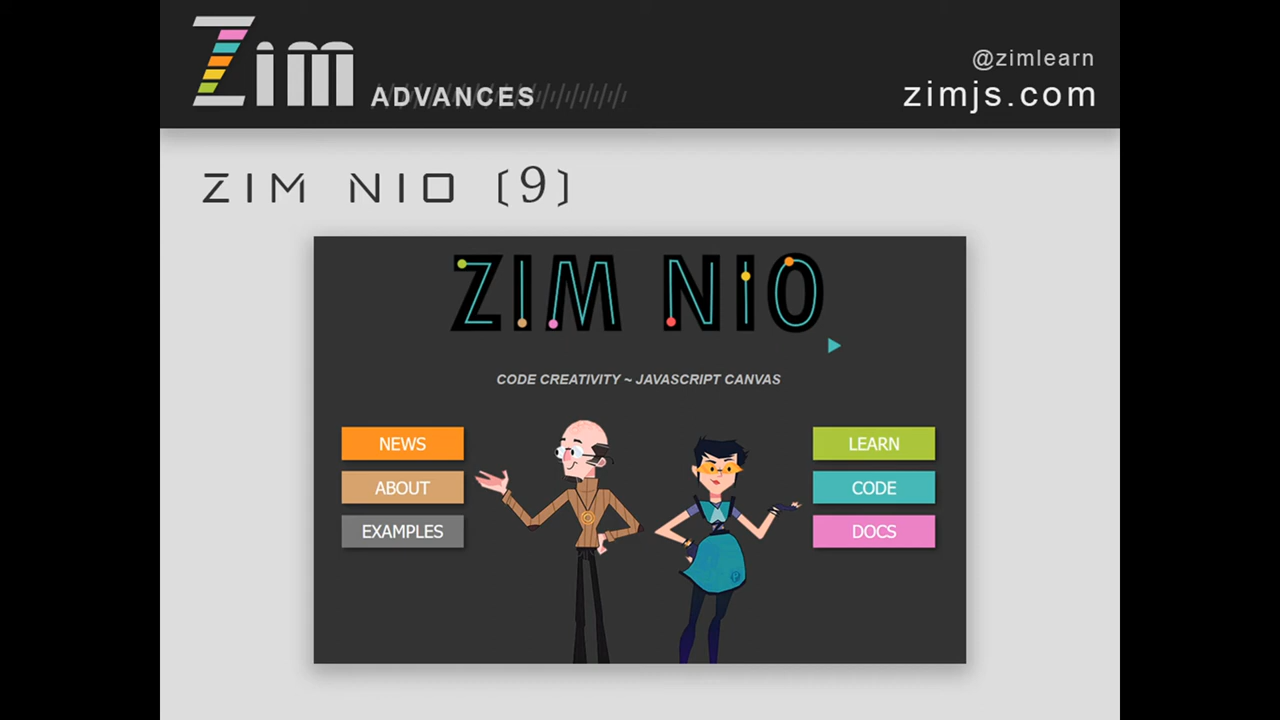 Zim ADVANCES
@zimlearn
zimjs.com
ZIM NIO (9)
ZIM NIO
CODE CREATIVITY ~ JAVASCRIPT CANVAS
NEWS
ABOUT
EXAMPLES
LEARN
CODE
DOCS